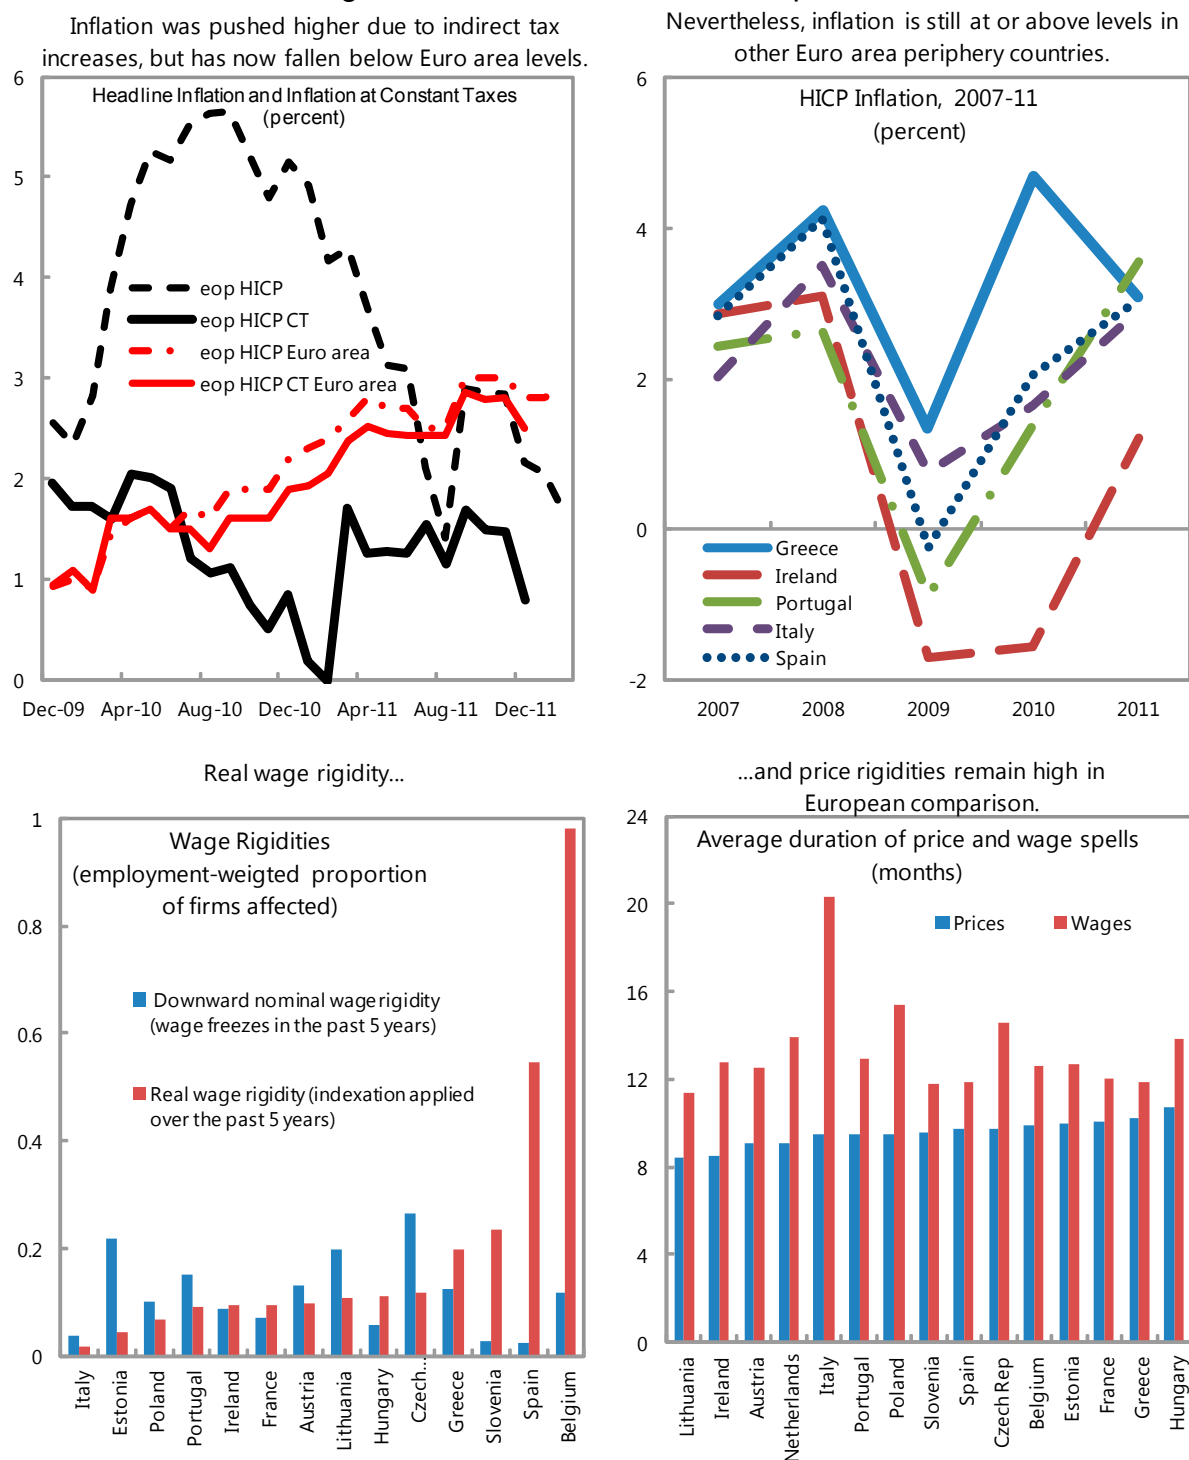 Inflation was pushed higher due to indirect tax
increases, but has now fallen below Euro area levels.
Headline Inflation and Inflation at Constant Taxes
(percent)
6
5
4
3
2
1
0
eop HICP
eop HICP CT
eop HICP Euro area
eop HICP CT Euro area
Dec-09 Apr-10 Aug-10 Dec-10 Apr-11 Aug-11 Dec-11
Nevertheless, inflation is still at or above levels in
other Euro area periphery countries.
HICP Inflation, 2007-11
(percent)
6
4
2
0
-2
Greece
Ireland
Portugal
Italy
Spain
2007 2008 2009 2010 2011
Real wage rigidity...
Wage Rigidities
(employment-weigted proportion
of firms affected)
1
0.8
0.6
0.4
0.2
0
Downward nominal wage rigidity
(wage freezes in the past 5 years)
Real wage rigidity (indexation applied
over the past 5 years)
Italy
Estonia
Poland
Portugal
Ireland
France
Austria
Lithuania
Hungary
Czech...
Greece
Slovenia
Spain
Belgium
...and price rigidities remain high in
European comparison.
Average duration of price and wage spells
(months)
24
20
16
12
8
4
0
Prices
Wages
Lithuania
Ireland
Austria
Netherlands
Italy
Portugal
Poland
Slovenia
Spain
Czech Rep
Belgium
Estonia
France
Greece
Hungary